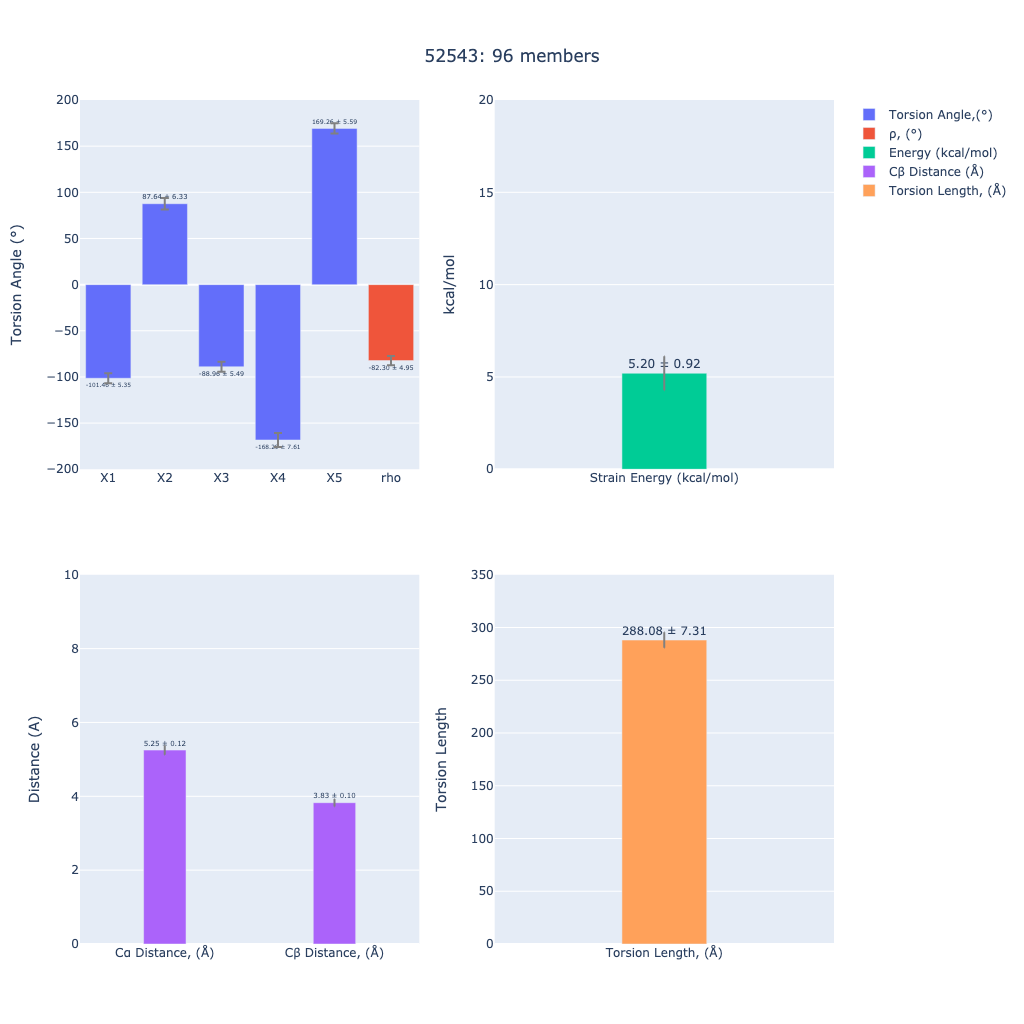 52543: 96 members
Torsion Angle (°)
200
150
100
50
0
−50
−100
−150
−200
X1
X2
X3
X4
X5
rho
87.64 ± 6.33
-88.98 ± 5.49
169.26 ± 5.59
-82.30 ± 4.95
± 5.35
± 7.61
kcal/mol
20
15
10
5
0
5.20 ± 0.92
Strain Energy (kcal/mol)
Torsion Angle,(°)
ρ, (°)
Energy (kcal/mol)
Cβ Distance (Å)
Torsion Length, (Å)
Distance (A)
10
8
6
4
2
0
5.25 ± 0.12
3.83 ± 0.10
Cα Distance, (Å)
Cβ Distance, (Å)
Torsion Length
350
300
250
200
150
100
50
0
288.08 ± 7.31
Torsion Length, (Å)